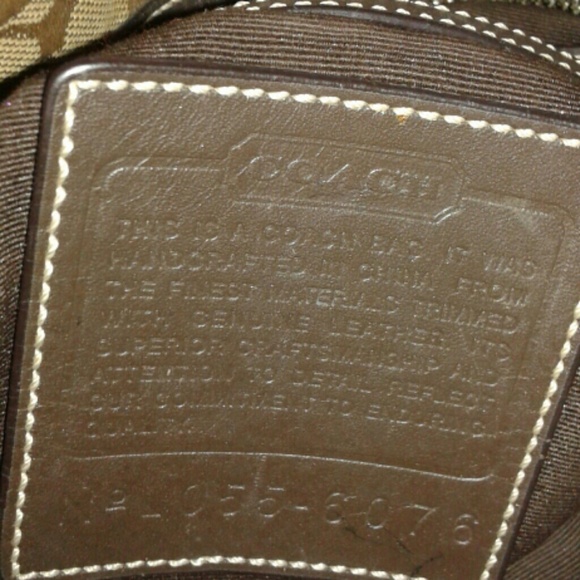 COACH
THIS IS A COACH BAG. IT WAS
HANDCRAFTED IN CHINA FROM
THE FINEST MATERIALS TRIMMED
WITH GENUINE LEATHER. ITS
SUPERIOR CRAFTSMANSHIP AND
ATTENTION TO DETAIL REFLECT
OUR COMMITMENT TO ENDURING
QUALITY.
055-6076